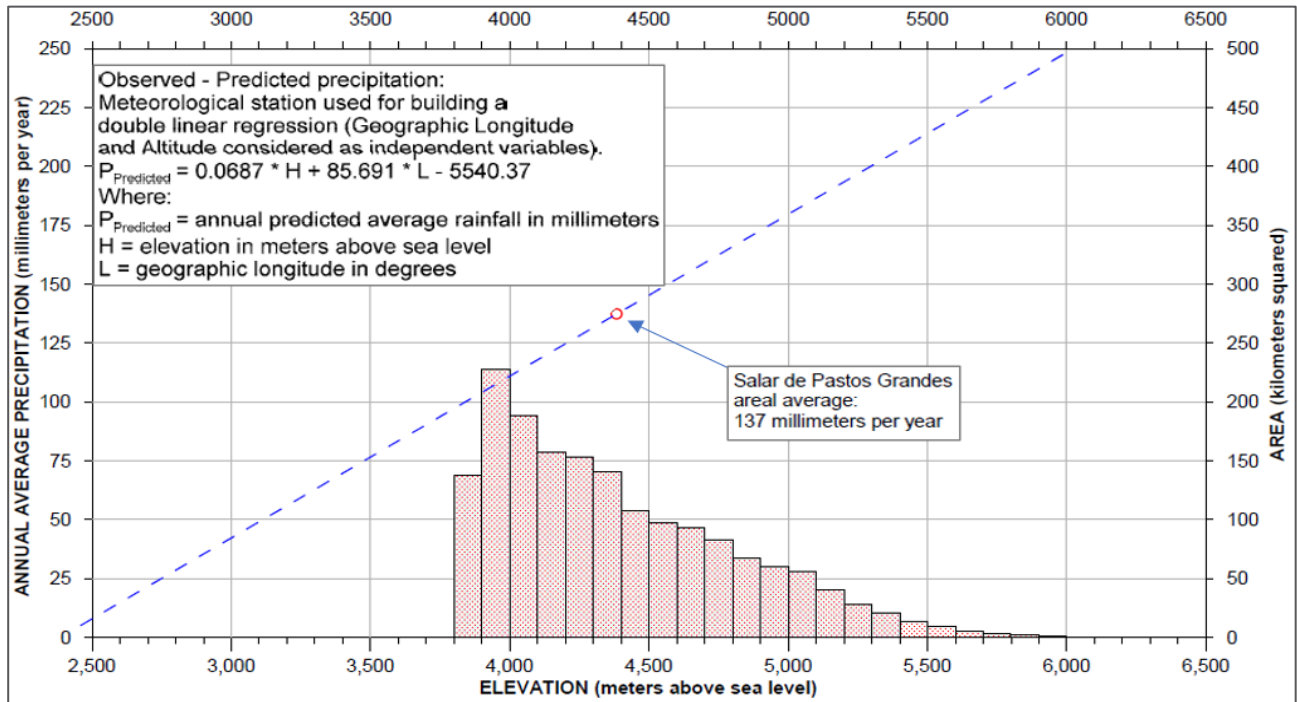 2500 3000 3500 4000 4500 5000 5500 6000 6500
250 500
225 450
200 400
175 350
150 300
125 250
100 200
75 150
50 100
25 50
0 0
ANNUAL AVERAGE PRECIPITATION (millimeters per year)
Observed - Predicted precipitation:
Meteorological station used for building a
double linear regression (Geographic Longitude
and Altitude considered as independent variables).
P_Predicted = 0.0687 * H + 85.691 * L - 5540.37
Where:
P_Predicted = annual predicted average rainfall in millimeters
H = elevation in meters above sea level
L = geographic longitude in degrees
Salar de Pastos Grandes
areal average:
137 millimeters per year
AREA (kilometers squared)
2,500 3,000 3,500 4,000 4,500 5,000 5,500 6,000 6,500
ELEVATION (meters above sea level)